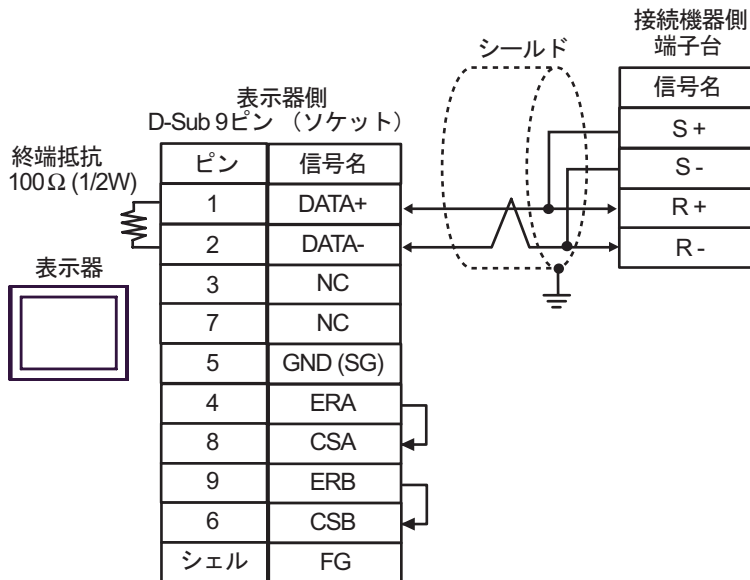 接続機器側
端子台
シールド
信号名
S +
S -
R +
R -
表示器側
D-Sub 9ピン （ソケット）
終端抵抗
100Ω (1/2W)
表示器
ピン 信号名
1 DATA+
2 DATA-
3 NC
7 NC
5 GND (SG)
4 ERA
8 CSA
9 ERB
6 CSB
シェル FG